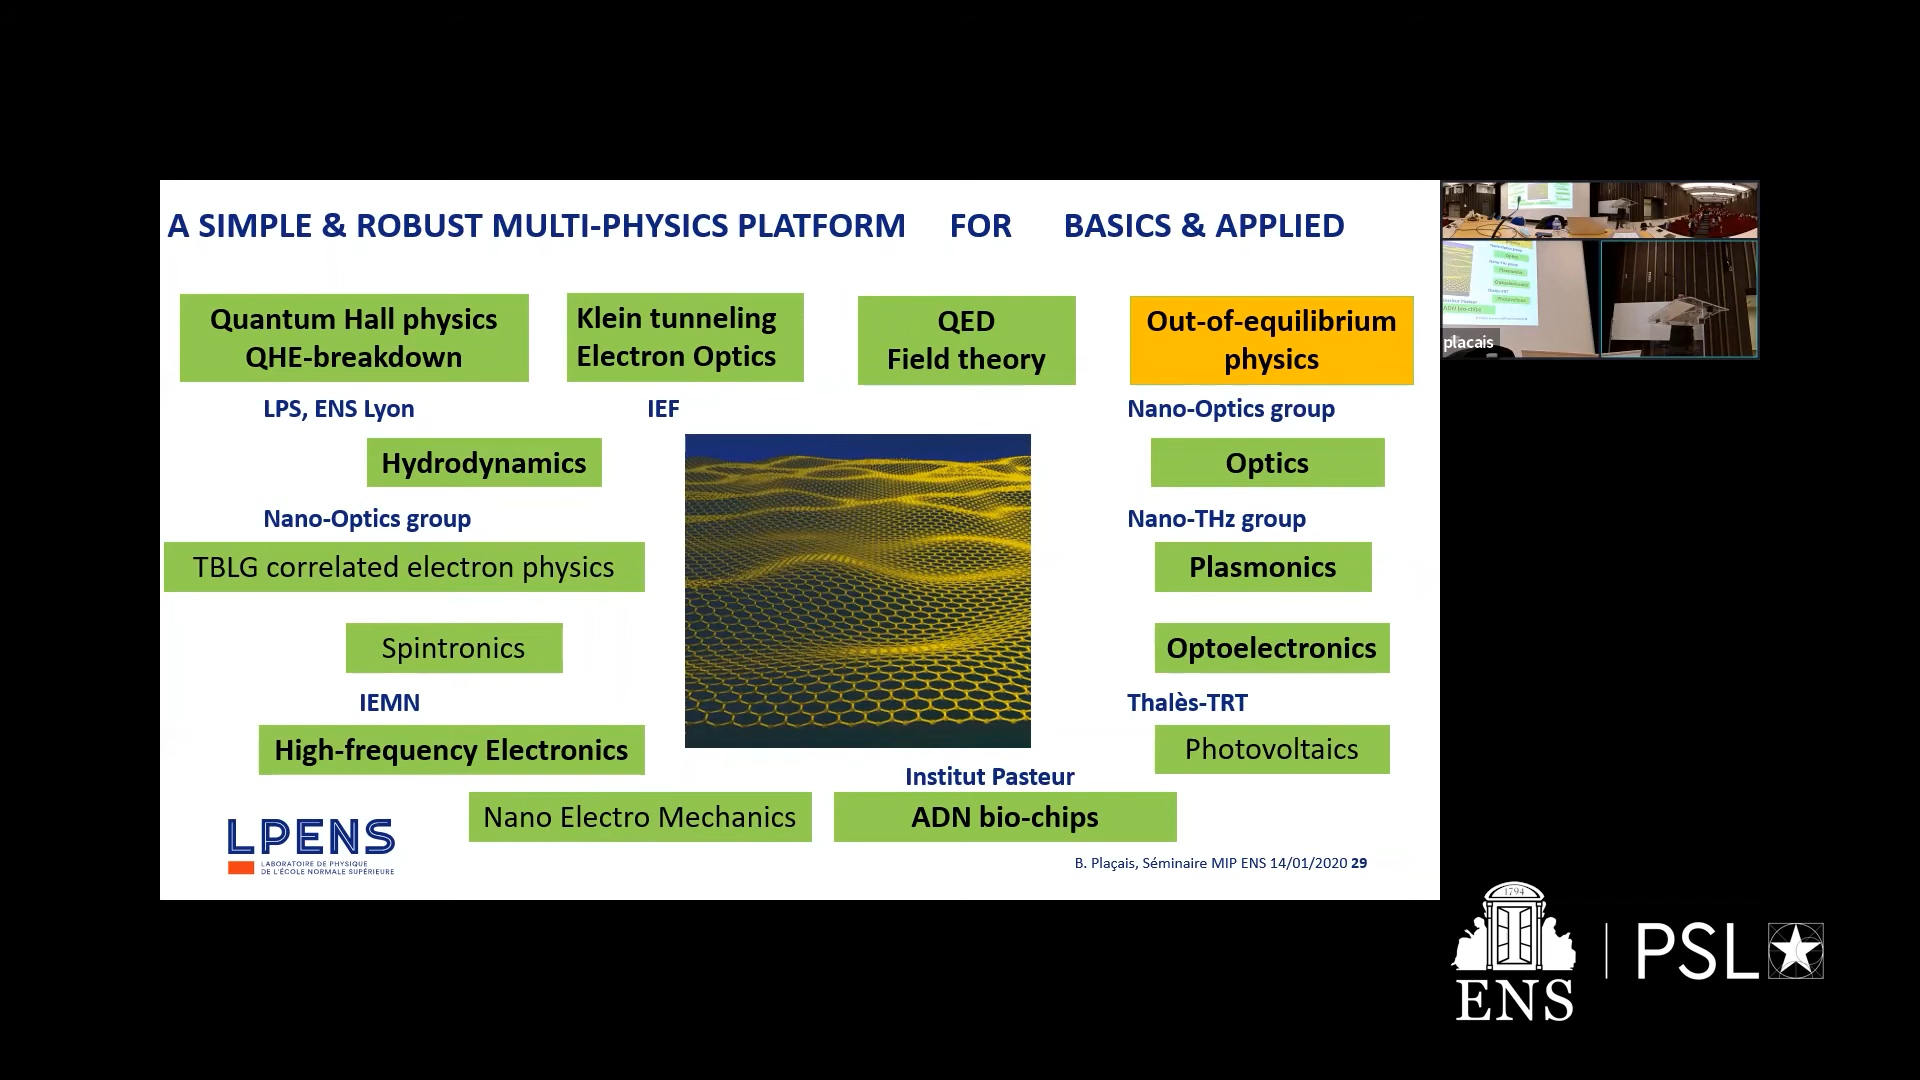 A SIMPLE & ROBUST MULTI-PHYSICS PLATFORM FOR BASICS & APPLIED
Quantum Hall physics
QHE-breakdown
Klein tunneling
Electron Optics
QED
Field theory
Out-of-equilibrium
physics
LPS, ENS Lyon
IEF
Nano-Optics group
Hydrodynamics
Optics
Nano-Optics group
Nano-THz group
TBLG correlated electron physics
Plasmonics
Spintronics
Optoelectronics
IEMN
Thalès-TRT
High-frequency Electronics
Photovoltaics
Institut Pasteur
Nano Electro Mechanics
ADN bio-chips
LPENS
LABORATOIRE DE PHYSIQUE
DE L'ÉCOLE NORMALE SUPÉRIEURE
B. Plaçais, Séminaire MIP ENS 14/01/2020 29
placais
1794
ENS
PSL